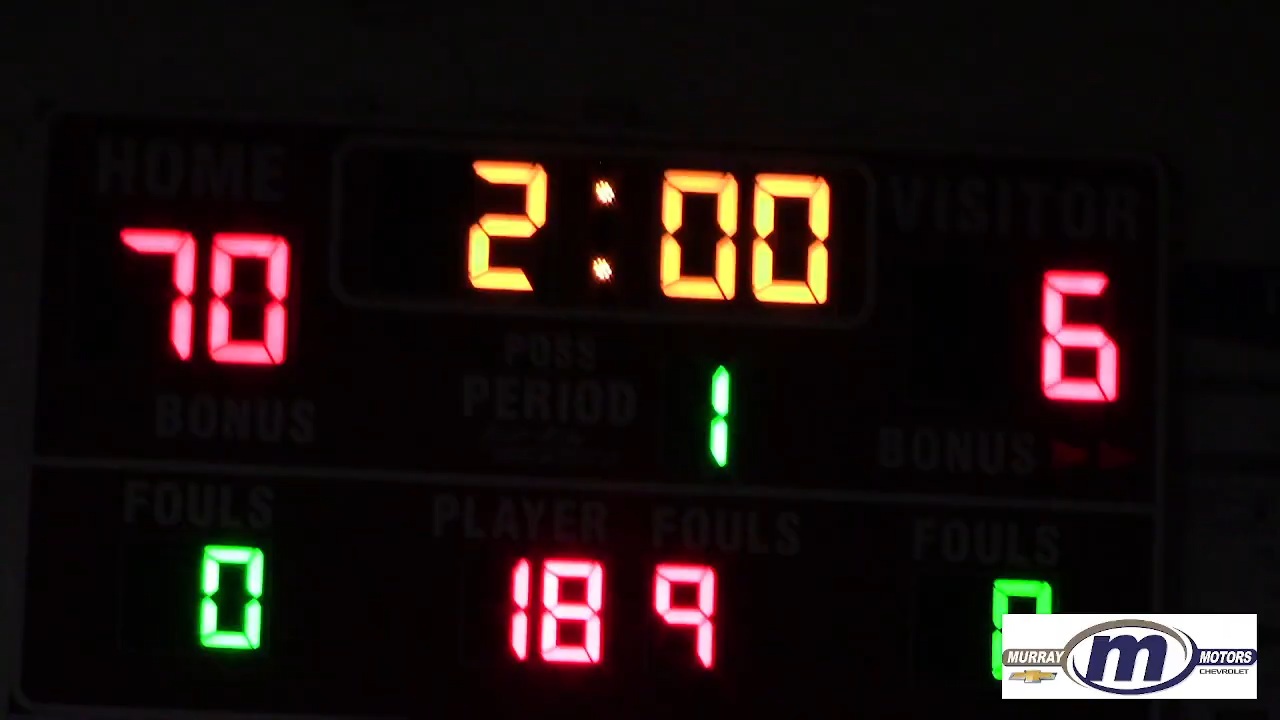 HOME 2:00 VISITOR
70 6
POSS
PERIOD 1
BONUS BONUS
FOULS PLAYER FOULS FOULS
0 18 9
MURRAY m MOTORS
CHEVROLET